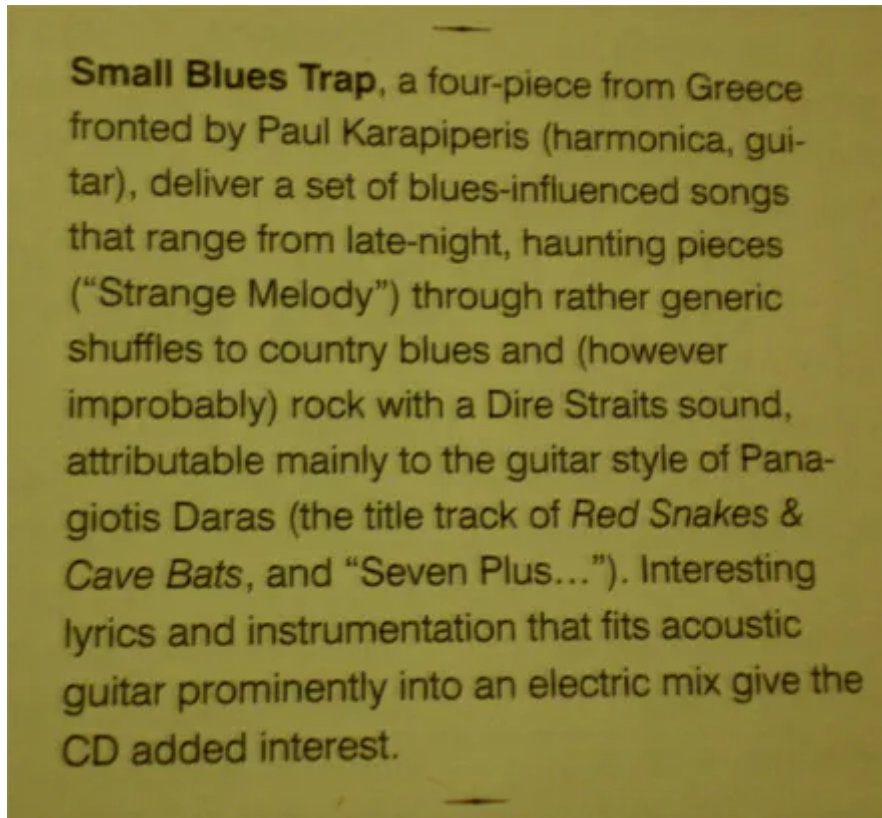 Small Blues Trap, a four-piece from Greece
fronted by Paul Karapiperis (harmonica, gui-
tar), deliver a set of blues-influenced songs
that range from late-night, haunting pieces
(“Strange Melody”) through rather generic
shuffles to country blues and (however
improbably) rock with a Dire Straits sound,
attributable mainly to the guitar style of Pana-
giotis Daras (the title track of Red Snakes &
Cave Bats, and “Seven Plus...”). Interesting
lyrics and instrumentation that fits acoustic
guitar prominently into an electric mix give the
CD added interest.